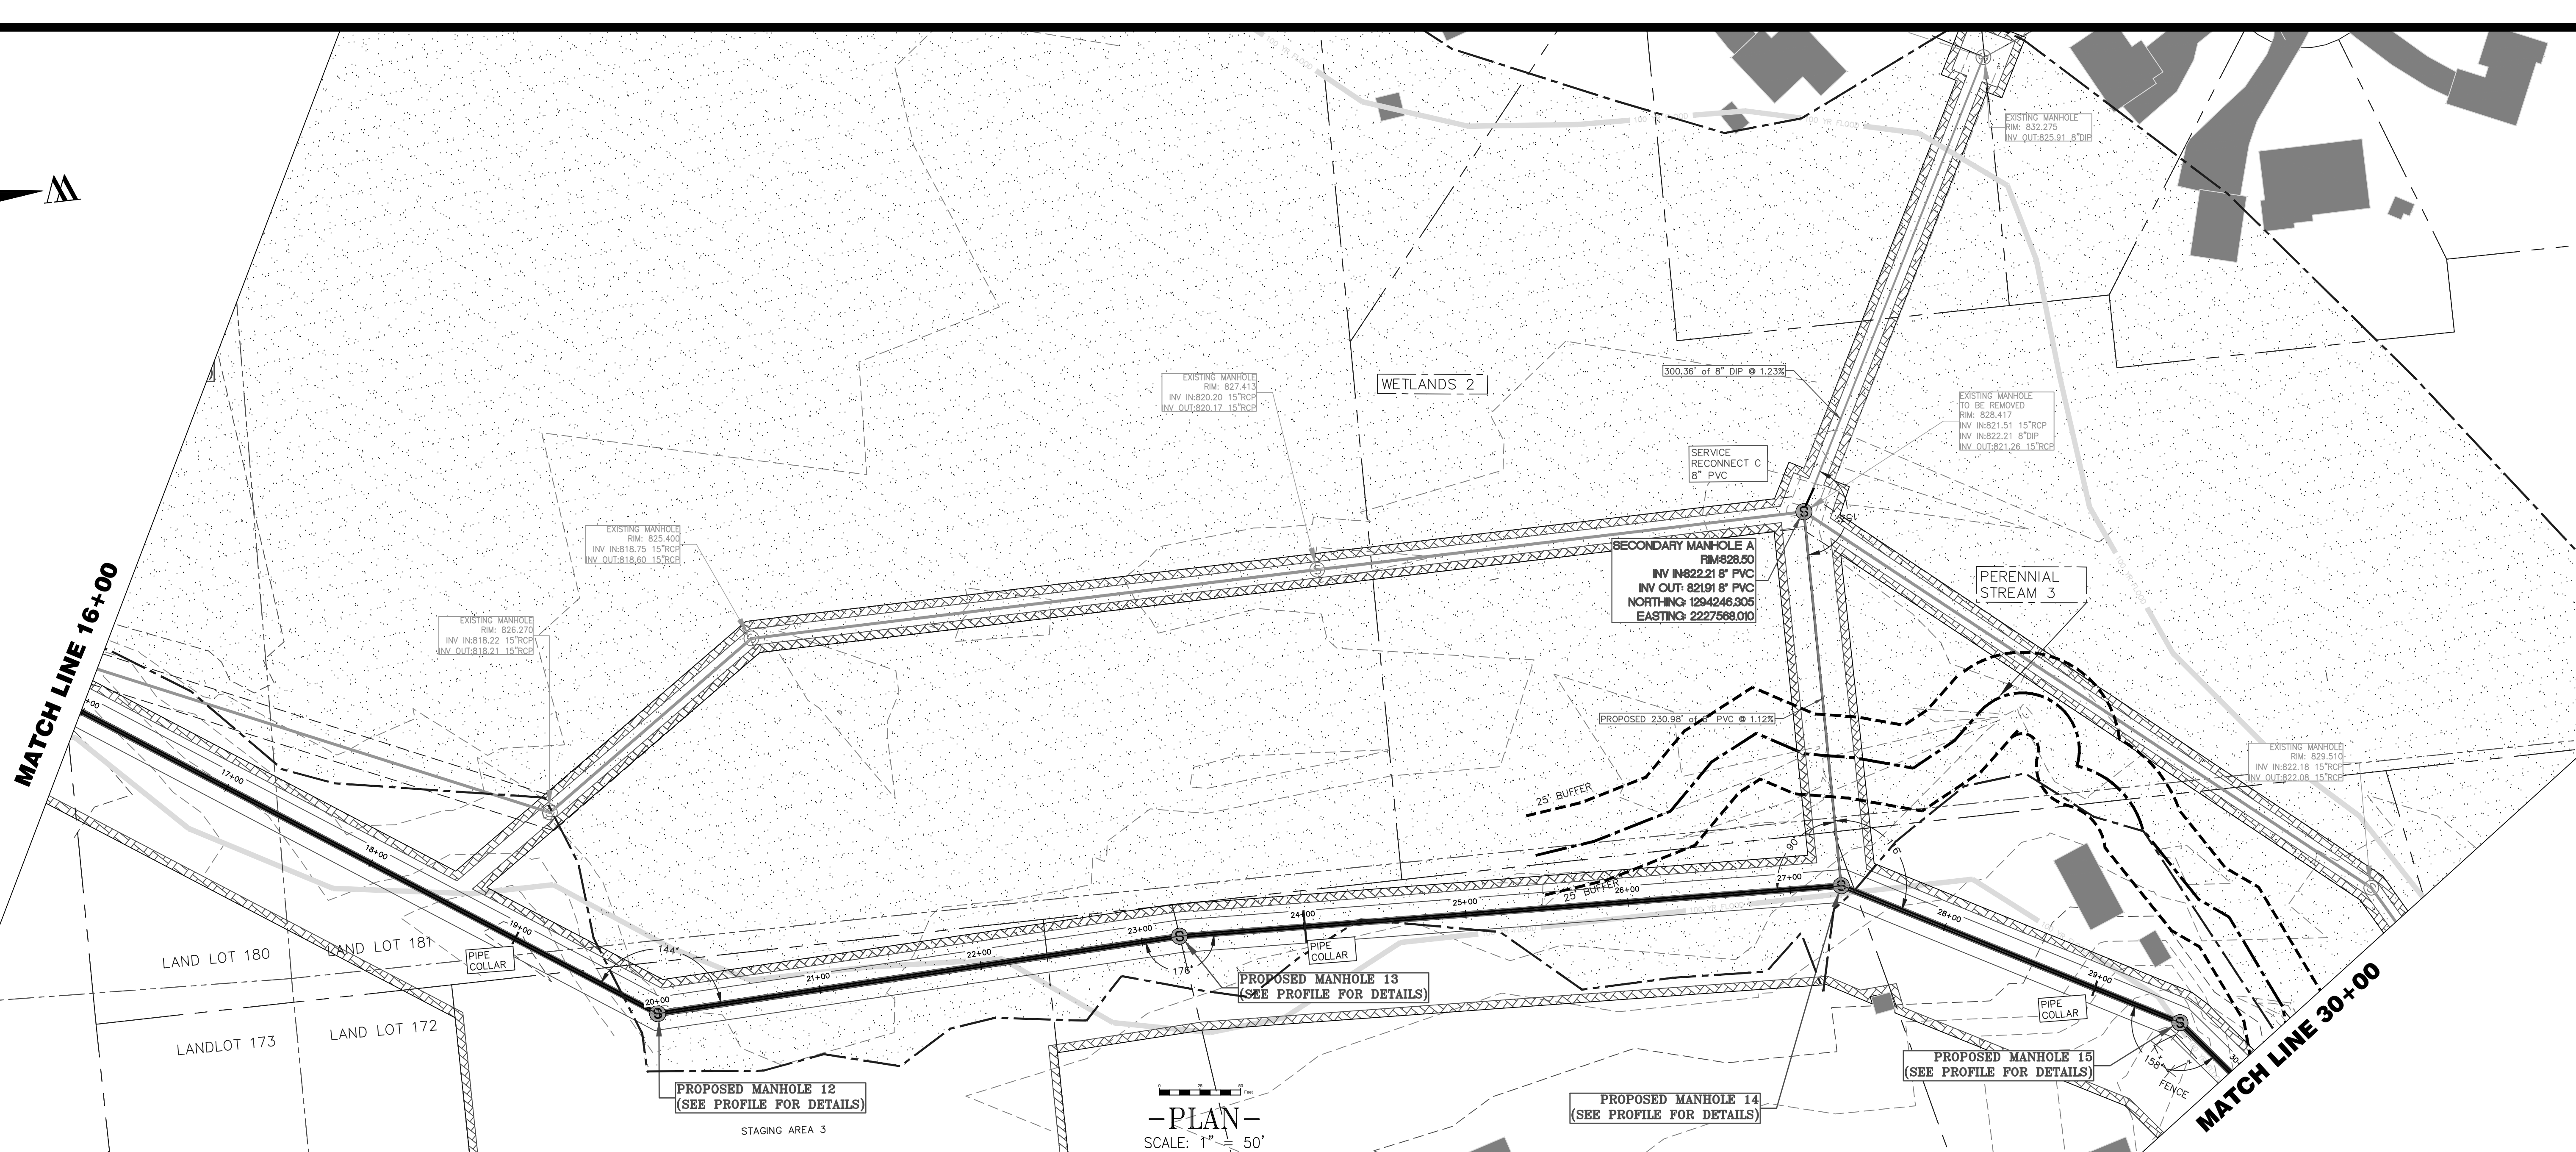 W
MATCH LINE 16+00
EXISTING MANHOLE
RIM: 832.275
INV OUT:825.91 8"DIP
EXISTING MANHOLE
RIM: 827.413
INV IN:820.20 15"RCP
INV OUT:820.17 15"RCP
WETLANDS 2
300.36' of 8" DIP @ 1.23%
EXISTING MANHOLE
TO BE REMOVED
RIM: 828.417
INV IN:821.51 15"RCP
INV IN:822.21 8"DIP
INV OUT:821.26 15"RCP
SERVICE
RECONNECT C
8" PVC
EXISTING MANHOLE
RIM: 825.400
INV IN:818.75 15"RCP
INV OUT:818.60 15"RCP
SECONDARY MANHOLE A
RIM:828.50
INV IN:822.21 8" PVC
INV OUT: 821.91 8" PVC
NORTHING: 1294246.305
EASTING: 2227568.010
PERENNIAL
STREAM 3
EXISTING MANHOLE
RIM: 826.270
INV IN:818.22 15"RCP
INV OUT:818.21 15"RCP
PROPOSED 230.98' of 8" PVC @ 1.12%
EXISTING MANHOLE
RIM: 829.510
INV IN:822.18 15"RCP
INV OUT:822.08 15"RCP
25' BUFFER
25' BUFFER
17+00
18+00
19+00
20+00
21+00
22+00
23+00
24+00
25+00
26+00
27+00
28+00
29+00
144°
176°
90°
158°
S
S
S
S
S
PIPE
COLLAR
PIPE
COLLAR
PIPE
COLLAR
LAND LOT 180
LAND LOT 181
LANDLOT 173
LAND LOT 172
PROPOSED MANHOLE 13
(SEE PROFILE FOR DETAILS)
PROPOSED MANHOLE 12
(SEE PROFILE FOR DETAILS)
STAGING AREA 3
PROPOSED MANHOLE 14
(SEE PROFILE FOR DETAILS)
PROPOSED MANHOLE 15
(SEE PROFILE FOR DETAILS)
FENCE
MATCH LINE 30+00
0 25 50
Feet
-PLAN-
SCALE: 1" = 50'